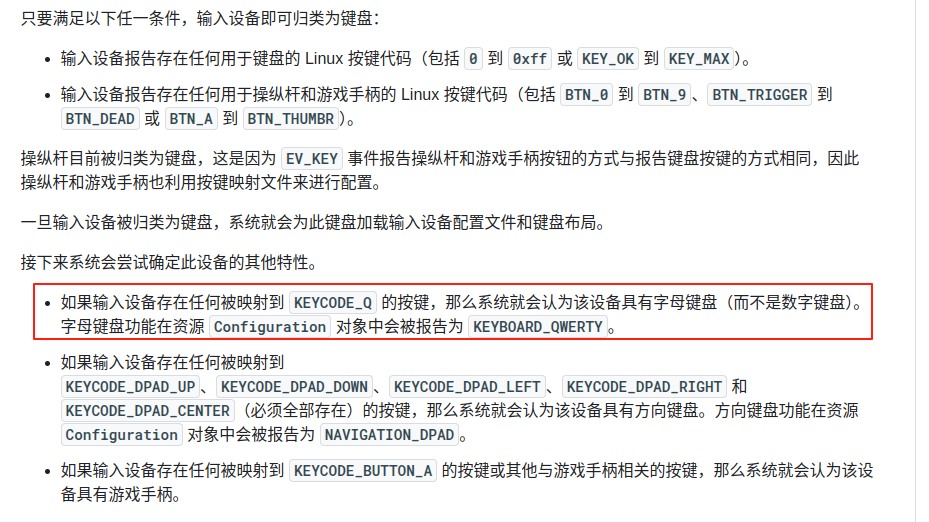 只要满足以下任一条件，输入设备即可归类为键盘：
输入设备报告存在任何用于键盘的 Linux 按键代码（包括 0 到 0xff 或 KEY_OK 到 KEY_MAX）。
输入设备报告存在任何用于操纵杆和游戏手柄的 Linux 按键代码（包括 BTN_0 到 BTN_9、BTN_TRIGGER 到
BTN_DEAD 或 BTN_A 到 BTN_THUMBR）。
操纵杆目前被归类为键盘，这是因为 EV_KEY 事件报告操纵杆和游戏手柄按钮的方式与报告键盘按键的方式相同，因此
操纵杆和游戏手柄也利用按键映射文件来进行配置。
一旦输入设备被归类为键盘，系统就会为此键盘加载输入设备配置文件和键盘布局。
接下来系统会尝试确定此设备的其他特性。
如果输入设备存在任何被映射到 KEYCODE_Q 的按键，那么系统就会认为该设备具有字母键盘（而不是数字键盘）。
字母键盘功能在资源 Configuration 对象中会被报告为 KEYBOARD_QWERTY。
如果输入设备存在任何被映射到
KEYCODE_DPAD_UP、KEYCODE_DPAD_DOWN、KEYCODE_DPAD_LEFT、KEYCODE_DPAD_RIGHT 和
KEYCODE_DPAD_CENTER（必须全部存在）的按键，那么系统就会认为该设备具有方向键盘。方向键盘功能在资源
Configuration 对象中会被报告为 NAVIGATION_DPAD。
如果输入设备存在任何被映射到 KEYCODE_BUTTON_A 的按键或其他与游戏手柄相关的按键，那么系统就会认为该设
备具有游戏手柄。